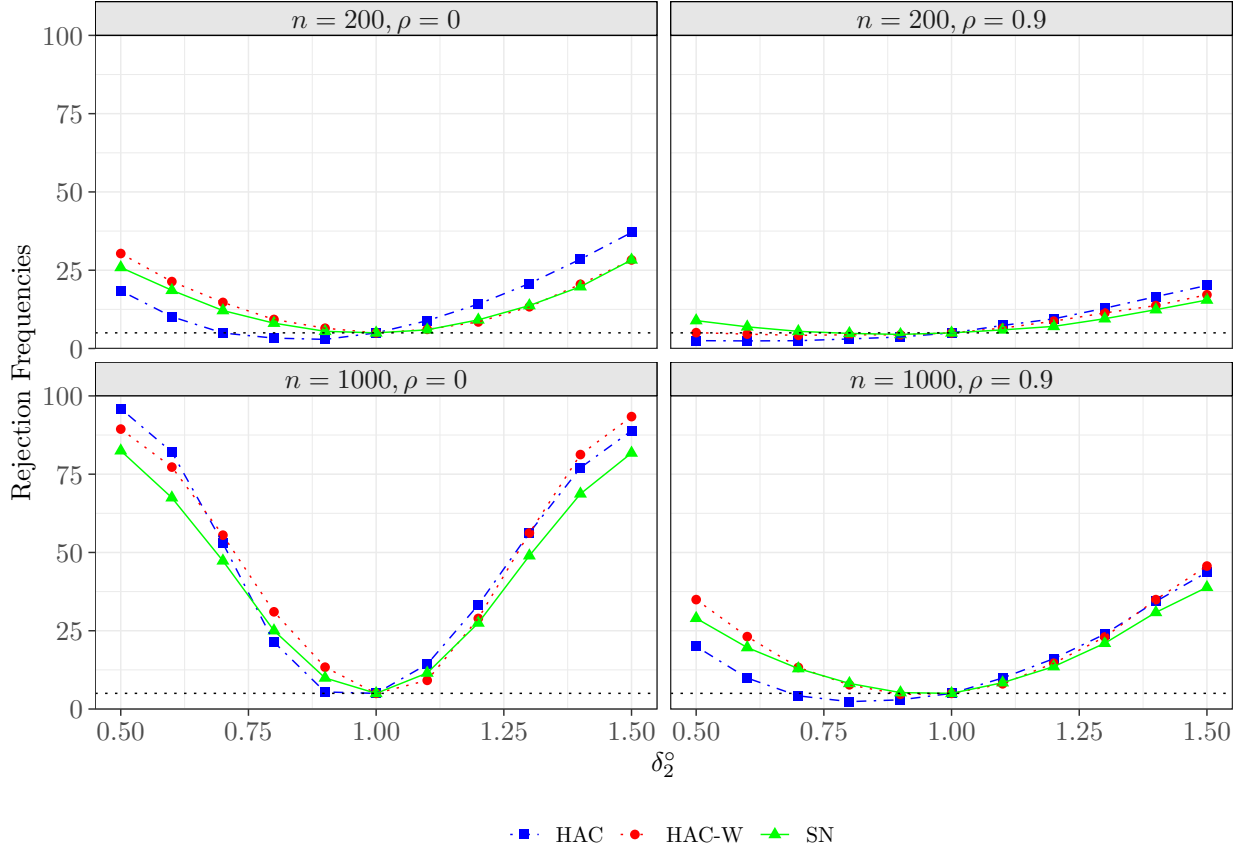 n = 200, ρ = 0
n = 200, ρ = 0.9
100
75
50
25
0
n = 1000, ρ = 0
n = 1000, ρ = 0.9
100
75
50
25
0
Rejection Frequencies
0.50 0.75 1.00 1.25 1.50
0.50 0.75 1.00 1.25 1.50
δ₂°
HAC HAC-W SN